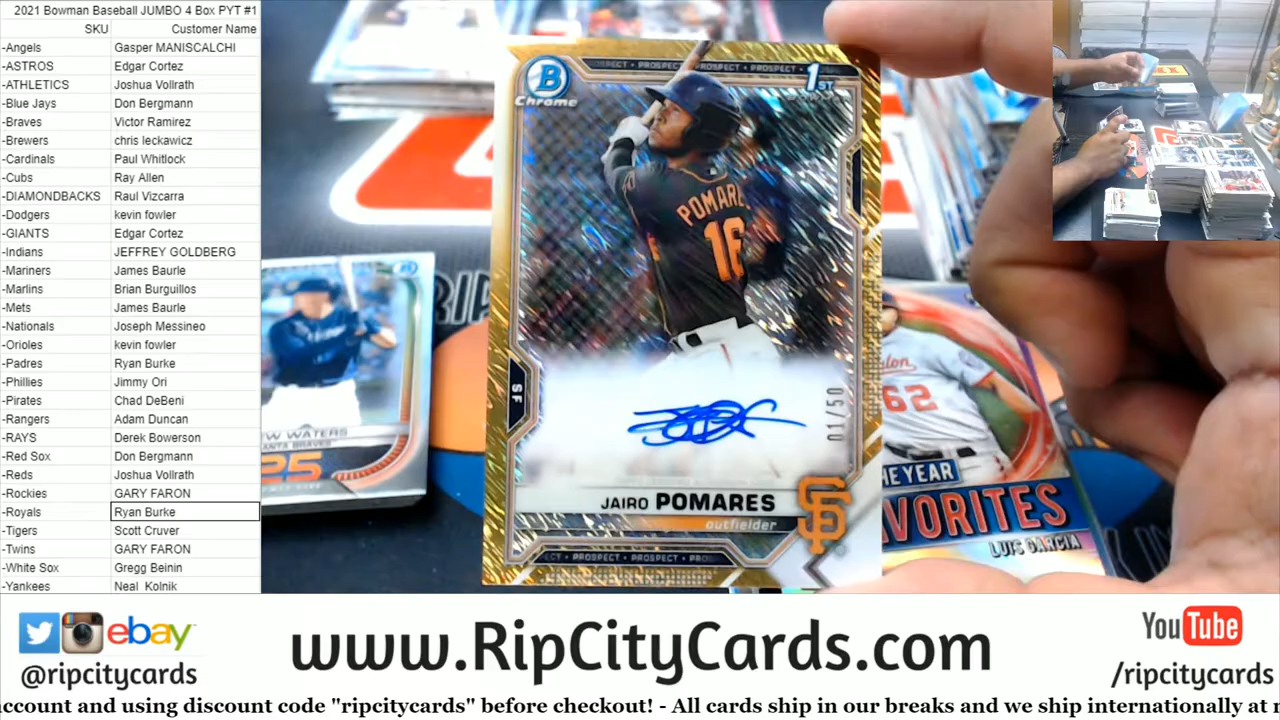 2021 Bowman Baseball JUMBO 4 Box PYT #1
SKU Customer Name
-Angels Gasper MANISCALCHI
-ASTROS Edgar Cortez
-ATHLETICS Joshua Vollrath
-Blue Jays Don Bergmann
-Braves Victor Ramirez
-Brewers chris leckawicz
-Cardinals Paul Whitlock
-Cubs Ray Allen
-DIAMONDBACKS Raul Vizcarra
-Dodgers kevin fowler
-GIANTS Edgar Cortez
-Indians JEFFREY GOLDBERG
-Mariners James Baurle
-Marlins Brian Burguillos
-Mets James Baurle
-Nationals Joseph Messineo
-Orioles kevin fowler
-Padres Ryan Burke
-Phillies Jimmy Ori
-Pirates Chad DeBeni
-Rangers Adam Duncan
-RAYS Derek Bowerson
-Red Sox Don Bergmann
-Reds Joshua Vollrath
-Rockies GARY FARON
-Royals Ryan Burke
-Tigers Scott Cruver
-Twins GARY FARON
-White Sox Gregg Beinin
-Yankees Neal Kolnik
PROSPECT • PROSPECT
B
Chrome
1ST
POMARE
16
SF
01/50
JAIRO POMARES
outfielder
SF
PROSPECT • PROSPECT
WATERS
BRAVES
25
RIP
62
THE YEAR
FAVORITES
LUIS GARCIA
ebay
@ripcitycards
www.RipCityCards.com
YouTube
/ripcitycards
account and using discount code "ripcitycards" before checkout! - All cards ship in our breaks and we ship internationally at